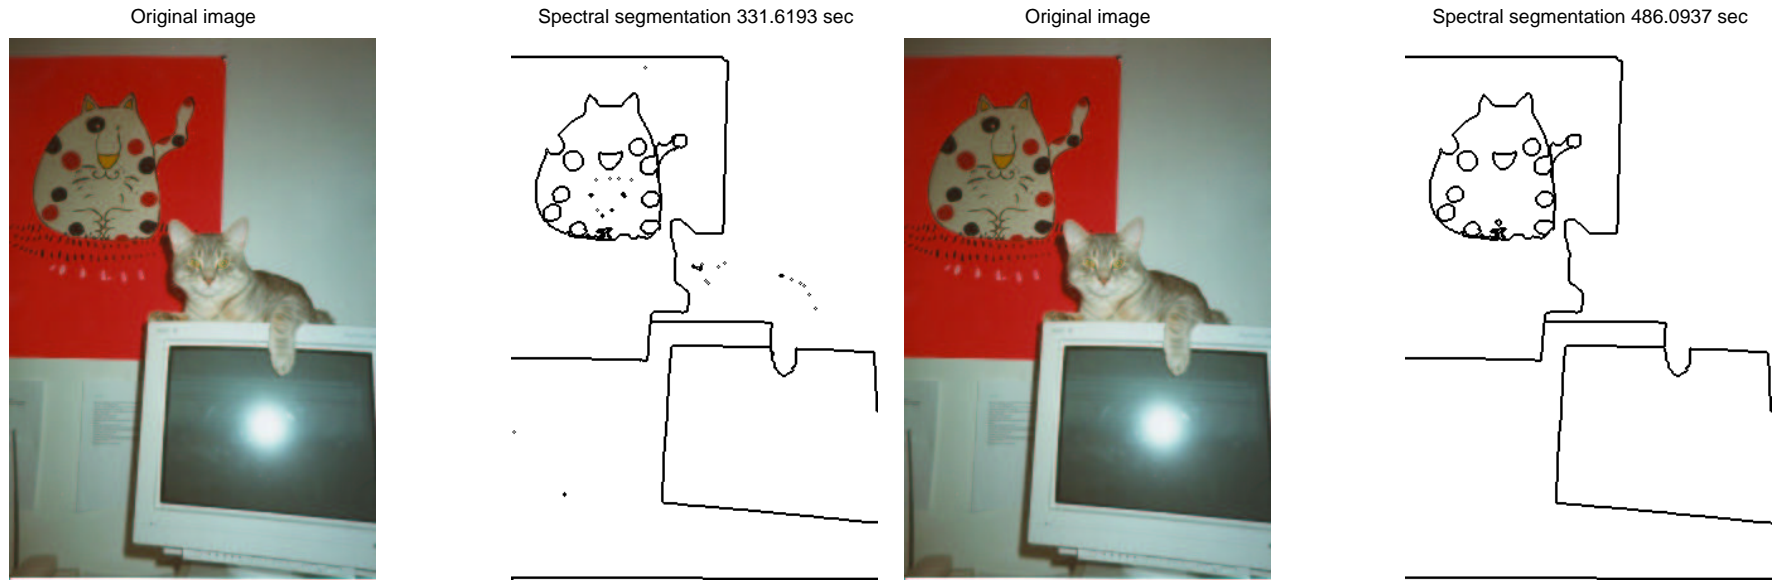 Original image
Spectral segmentation 331.6193 sec
Original image
Spectral segmentation 486.0937 sec